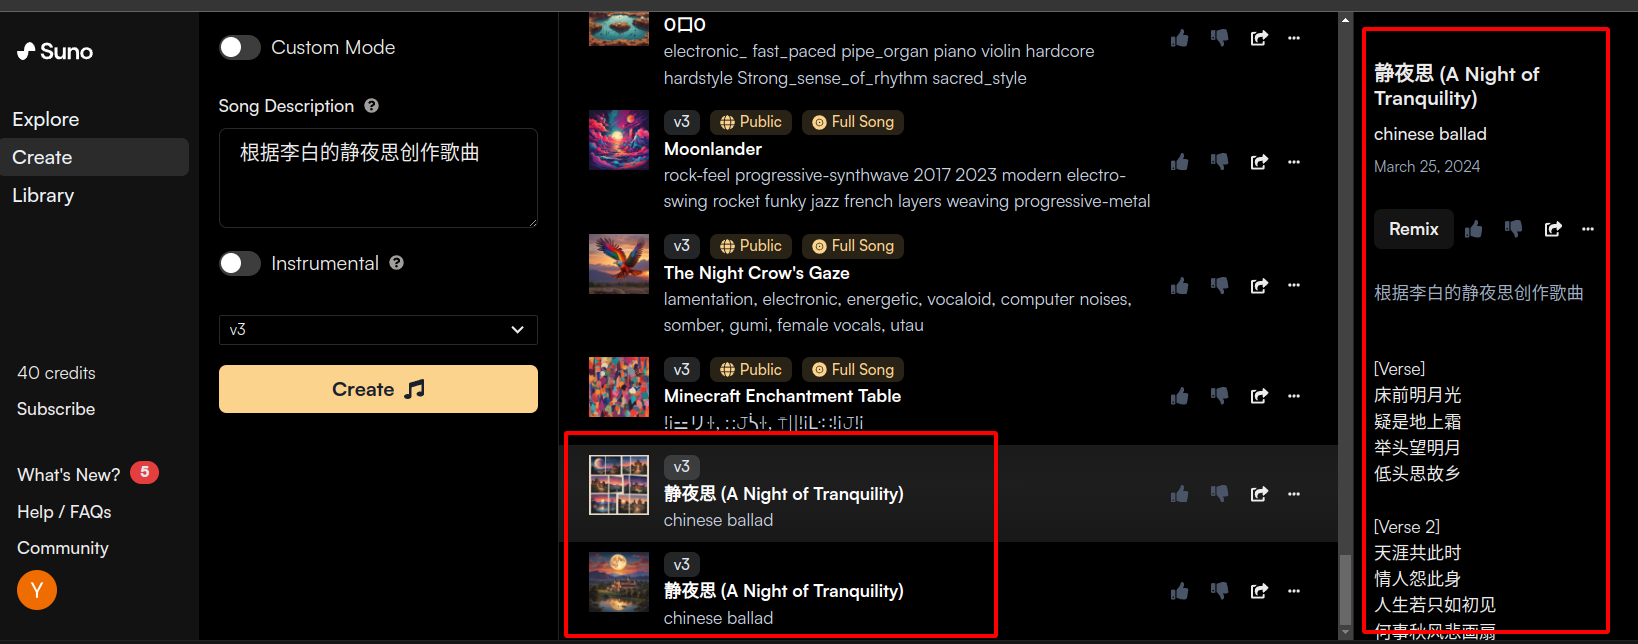 Suno
Explore
Create
Library
40 credits
Subscribe
What's New? 5
Help / FAQs
Community
Y
Custom Mode
Song Description ?
根据李白的静夜思创作歌曲
Instrumental ?
v3
Create
electronic_ fast_paced pipe_organ piano violin hardcore
hardstyle Strong_sense_of_rhythm sacred_style
v3 Public Full Song
Moonlander
rock-feel progressive-synthwave 2017 2023 modern electro-
swing rocket funky jazz french layers weaving progressive-metal
v3 Public Full Song
The Night Crow's Gaze
lamentation, electronic, energetic, vocaloid, computer noises,
somber, gumi, female vocals, utau
v3 Public Full Song
Minecraft Enchantment Table
v3
静夜思 (A Night of Tranquility)
chinese ballad
v3
静夜思 (A Night of Tranquility)
chinese ballad
静夜思 (A Night of
Tranquility)
chinese ballad
March 25, 2024
Remix
根据李白的静夜思创作歌曲
[Verse]
床前明月光
疑是地上霜
举头望明月
低头思故乡
[Verse 2]
天涯共此时
情人怨此身
人生若只如初见
何事秋风悲画扇